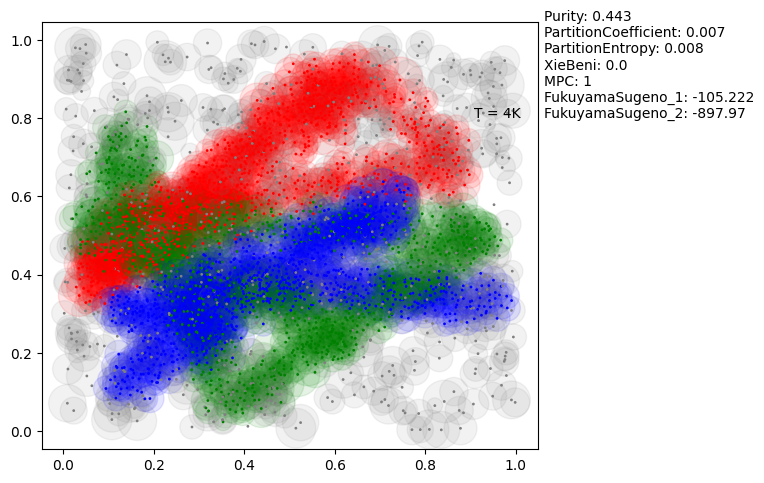 Purity: 0.443
PartitionCoefficient: 0.007
PartitionEntropy: 0.008
XieBeni: 0.0
MPC: 1
FukuyamaSugeno_1: -105.222
FukuyamaSugeno_2: -897.97
T = 4K
1.0
0.8
0.6
0.4
0.2
0.0
0.0 0.2 0.4 0.6 0.8 1.0